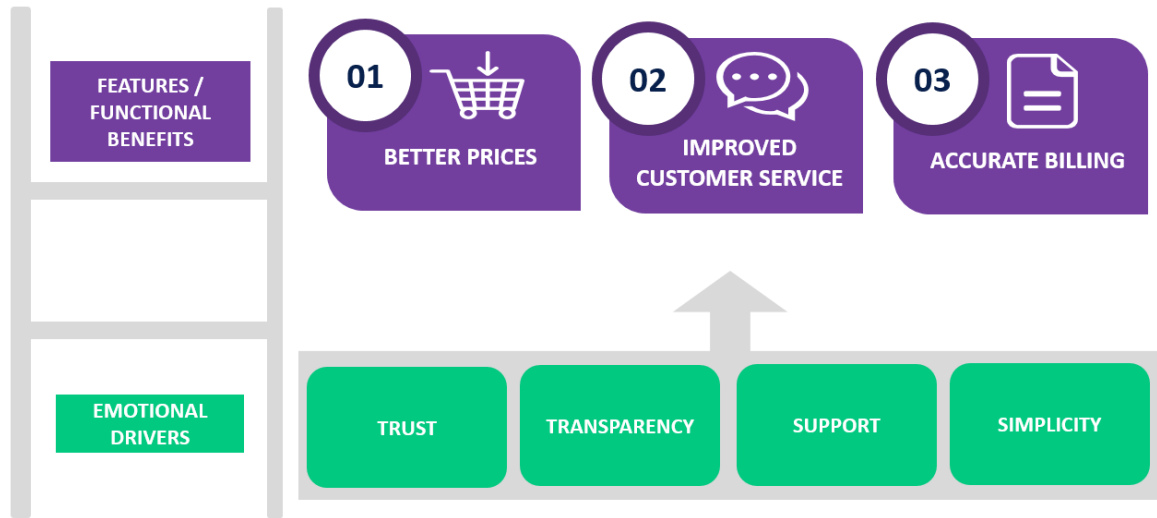 FEATURES /
FUNCTIONAL
BENEFITS
01
BETTER PRICES
02
IMPROVED
CUSTOMER SERVICE
03
ACCURATE BILLING
EMOTIONAL
DRIVERS
TRUST
TRANSPARENCY
SUPPORT
SIMPLICITY